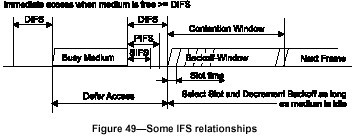 Immediate access when medium is free >= DIFS
DIFS
DIFS
Contention Window
PIFS
SIFS
Busy Medium
Backoff-Window
Next Frame
Slot time
Defer Access
Select Slot and Decrement Backoff as long
as medium is idle
Figure 49—Some IFS relationships